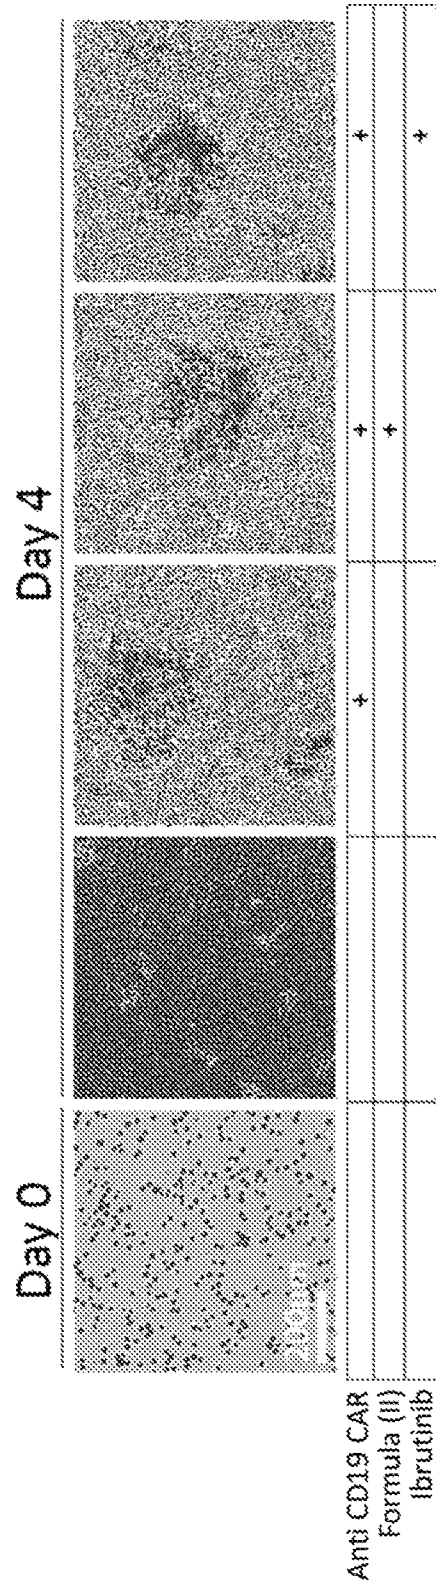 Day 0
Day 4
Anti CD19 CAR + + +
Formula (II) +
Ibrutinib +